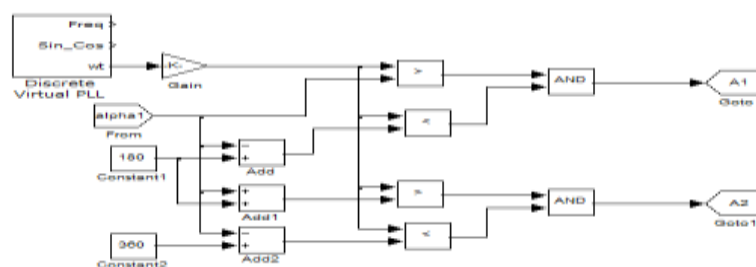 Freq
Sin_Cos
wt
Discrete
Virtual PLL
K-
Gain
>
AND
A1
Goto
alpha1
From
<
-
+
Add
180
Constant1
+
+
Add1
>
AND
A2
Goto1
-
+
Add2
360
Constant2
<